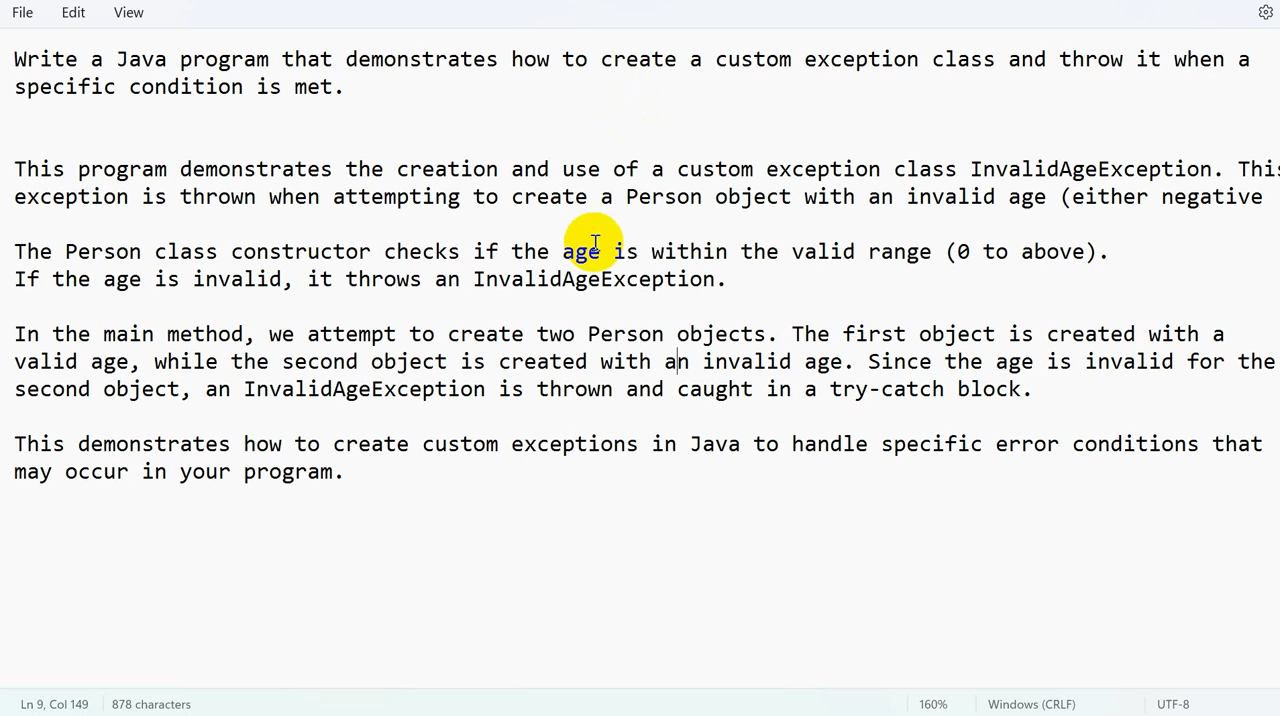 File Edit View
Write a Java program that demonstrates how to create a custom exception class and throw it when a
specific condition is met.
This program demonstrates the creation and use of a custom exception class InvalidAgeException. This
exception is thrown when attempting to create a Person object with an invalid age (either negative
The Person class constructor checks if the age is within the valid range (0 to above).
If the age is invalid, it throws an InvalidAgeException.
In the main method, we attempt to create two Person objects. The first object is created with a
valid age, while the second object is created with an invalid age. Since the age is invalid for the
second object, an InvalidAgeException is thrown and caught in a try-catch block.
This demonstrates how to create custom exceptions in Java to handle specific error conditions that
may occur in your program.
Ln 9, Col 149 878 characters 160% Windows (CRLF) UTF-8